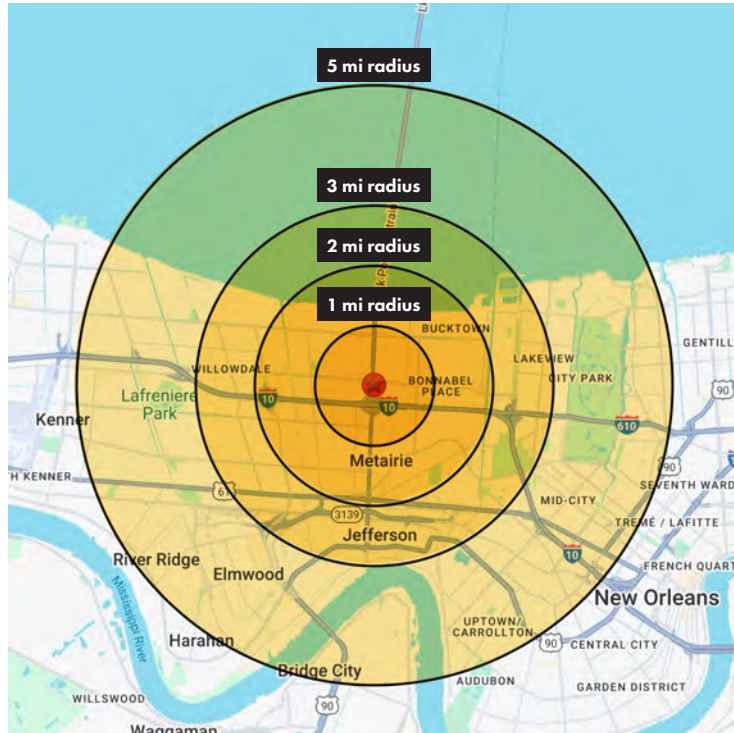 5 mi radius
3 mi radius
2 mi radius
1 mi radius
BUCKTOWN
GENTILL
WILLOWDALE
LAKEVIEW
BONNABEL
PLACE
CITY PARK
90
Lafreniere
Park
10
10
Kenner
610
Metairie
90
TH KENNER
61
SEVENTH WARD
MID-CITY
3139
TREMÉ / LAFITTE
Jefferson
10
River Ridge
FRENCH QUART
Elmwood
New Orleans
Mississippi River
UPTOWN/
CARROLLTON
Harahan
90
CENTRAL CITY
Bridge City
AUDUBON
GARDEN DISTRICT
WILLSWOOD
90
Waggaman